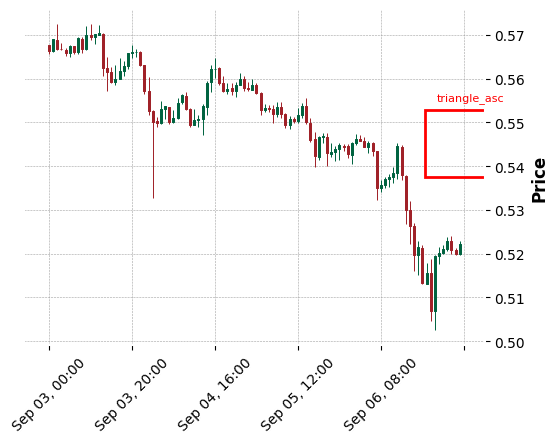 0.57
0.56
triangle_asc
0.55
0.54
Price
0.53
0.52
0.51
0.50
Sep 03, 00:00
Sep 03, 20:00
Sep 04, 16:00
Sep 05, 12:00
Sep 06, 08:00